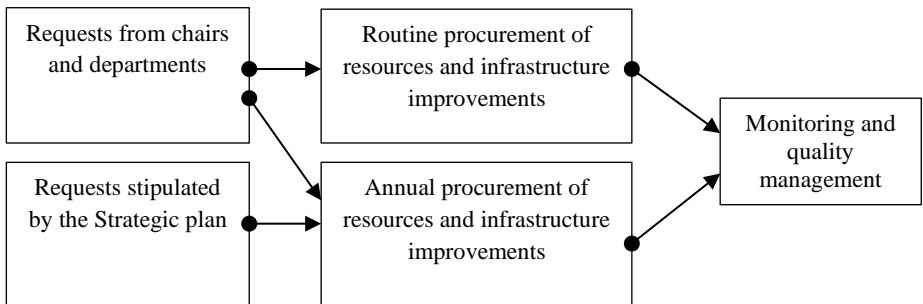 Requests from chairs
and departments
Routine procurement of
resources and infrastructure
improvements
Monitoring and
quality
management
Requests stipulated
by the Strategic plan
Annual procurement of
resources and infrastructure
improvements